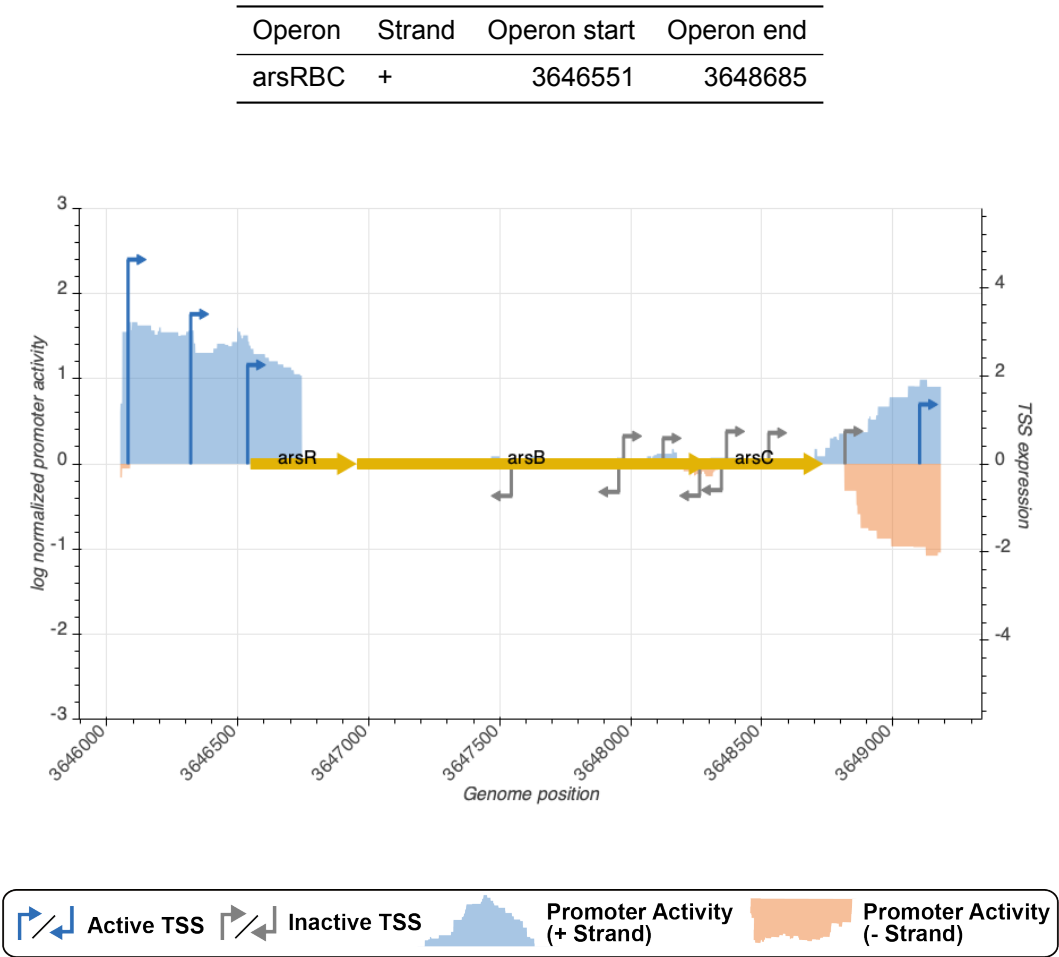 Operon Strand Operon start Operon end
arsRBC + 3646551 3648685
3
2
1
0
-1
-2
-3
log normalized promoter activity
4
2
0
-2
-4
TSS expression
arsR arsB arsC
3646000 3646500 3647000 3647500 3648000 3648500 3649000
Genome position
Active TSS
Inactive TSS
Promoter Activity
(+ Strand)
Promoter Activity
(- Strand)